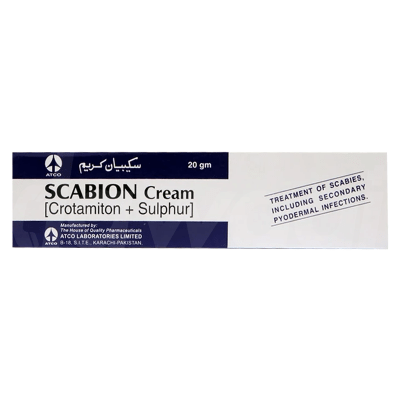 ATCO
سکیبیان کریم
20 gm
SCABION Cream
[Crotamiton + Sulphur]
Manufactured by:
The House of Quality Pharmaceuticals
ATCO LABORATORIES LIMITED
B-18, S.I.T.E., KARACHI-PAKISTAN.
ATCO
TREATMENT OF SCABIES,
INCLUDING SECONDARY
PYODERMAL INFECTIONS.